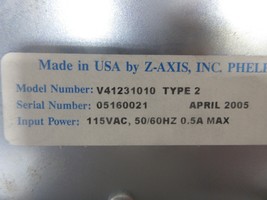 Made in USA by Z-AXIS, INC. PHEL
Model Number: V41231010 TYPE 2
Serial Number: 05160021 APRIL 2005
Input Power: 115VAC, 50/60HZ 0.5A MAX